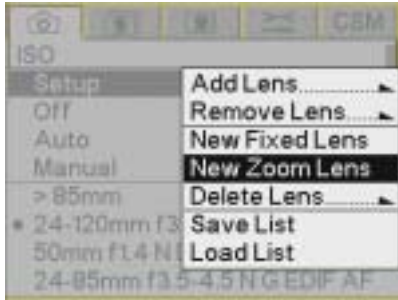 CSM
ISO
Setup
Off
Auto
Manual
> 85mm
• 24-120mm f3
50mm f1.4 N
24-85mm f3.5-4.5 N G EDIF AF
Add Lens
Remove Lens
New Fixed Lens
New Zoom Lens
Delete Lens
Save List
Load List